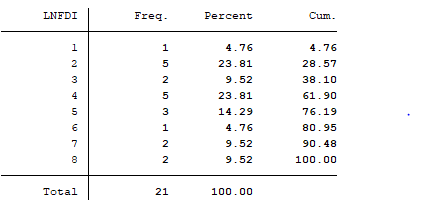 LNFDI Freq. Percent Cum.
1 1 4.76 4.76
2 5 23.81 28.57
3 2 9.52 38.10
4 5 23.81 61.90
5 3 14.29 76.19
6 1 4.76 80.95
7 2 9.52 90.48
8 2 9.52 100.00
Total 21 100.00